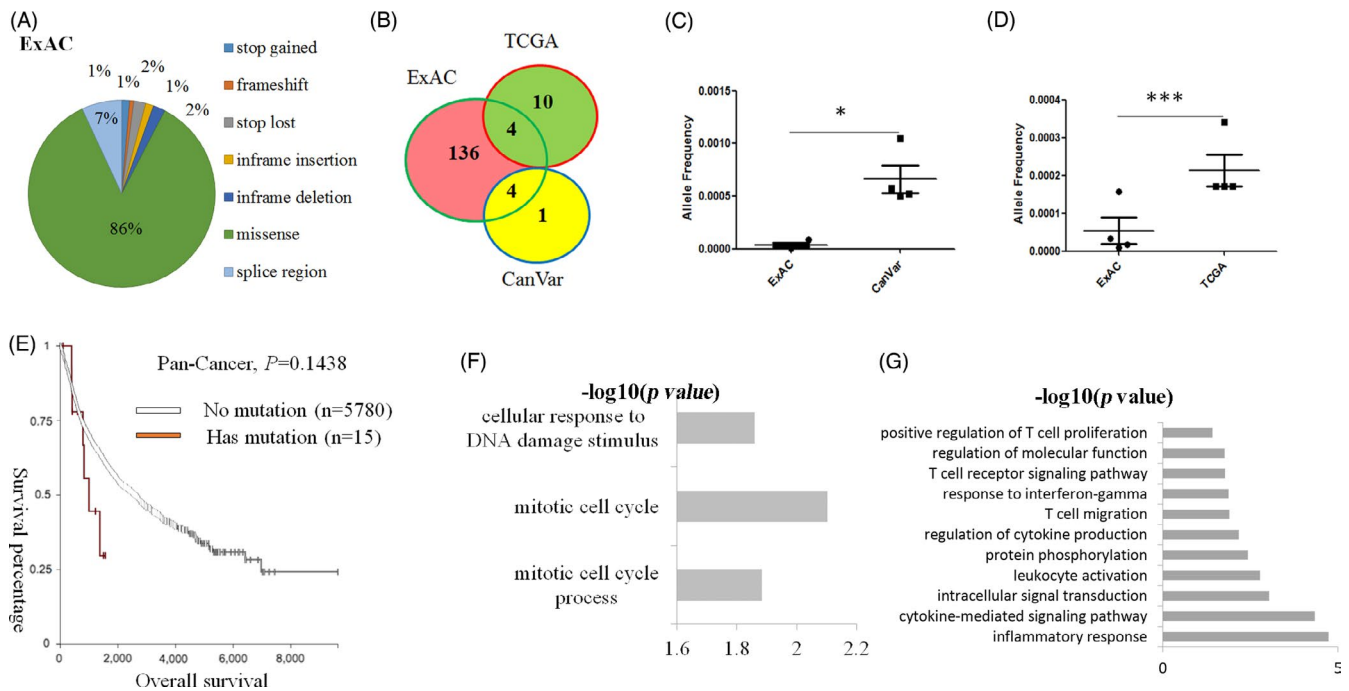 (A)
ExAC
1%
1%
2%
1%
2%
7%
86%
stop gained
frameshift
stop lost
inframe insertion
inframe deletion
missense
splice region
(B)
TCGA
ExAC
10
4
136
4
1
CanVar
(C)
Allele Frequency
0.0015
0.0010
0.0005
0.0000
*
ExAC
CanVar
(D)
Allele Frequency
0.0004
0.0003
0.0002
0.0001
0.0000
***
ExAC
TCGA
(E)
Survival percentage
1
0.75
0.5
0.25
0
Pan-Cancer, P=0.1438
No mutation (n=5780)
Has mutation (n=15)
0
2,000
4,000
6,000
8,000
Overall survival
(F)
-log10(p value)
cellular response to
DNA damage stimulus
mitotic cell cycle
mitotic cell cycle
process
1.6
1.8
2
2.2
(G)
-log10(p value)
positive regulation of T cell proliferation
regulation of molecular function
T cell receptor signaling pathway
response to interferon-gamma
T cell migration
regulation of cytokine production
protein phosphorylation
leukocyte activation
intracellular signal transduction
cytokine-mediated signaling pathway
inflammatory response
0
5